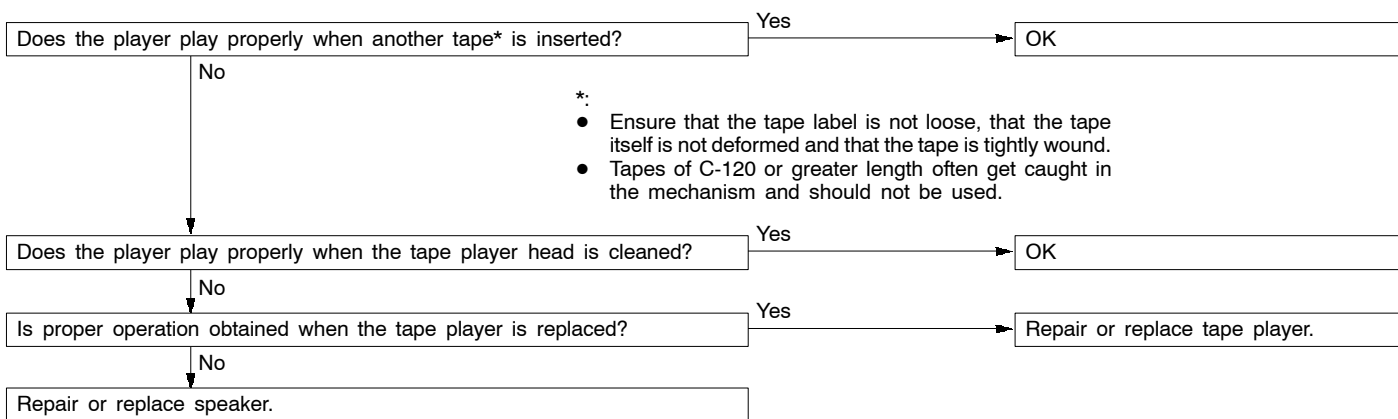 Does the player play properly when another tape* is inserted?
Yes
OK
No
*:
● Ensure that the tape label is not loose, that the tape
itself is not deformed and that the tape is tightly wound.
● Tapes of C-120 or greater length often get caught in
the mechanism and should not be used.
Does the player play properly when the tape player head is cleaned?
Yes
OK
No
Is proper operation obtained when the tape player is replaced?
Yes
Repair or replace tape player.
No
Repair or replace speaker.